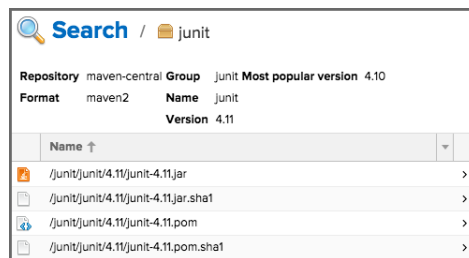 Search / junit
Repository maven-central Group junit Most popular version 4.10
Format maven2 Name junit
Version 4.11
Name
/junit/junit/4.11/junit-4.11.jar
/junit/junit/4.11/junit-4.11.jar.sha1
/junit/junit/4.11/junit-4.11.pom
/junit/junit/4.11/junit-4.11.pom.sha1